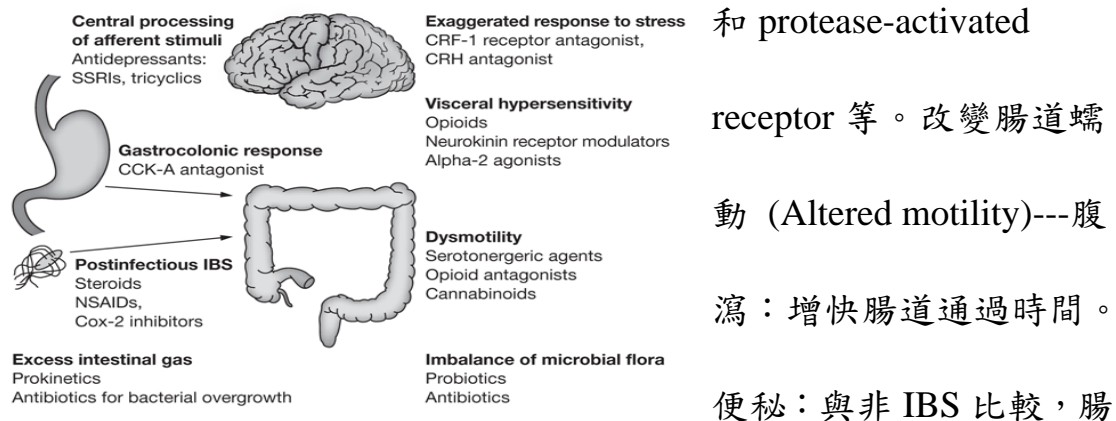 Central processing
of afferent stimuli
Antidepressants:
SSRIs, tricyclics
Gastrocolonic response
CCK-A antagonist
Postinfectious IBS
Steroids
NSAIDs,
Cox-2 inhibitors
Excess intestinal gas
Prokinetics
Antibiotics for bacterial overgrowth
Exaggerated response to stress
CRF-1 receptor antagonist,
CRH antagonist
Visceral hypersensitivity
Opioids
Neurokinin receptor modulators
Alpha-2 agonists
Dysmotility
Serotonergic agents
Opioid antagonists
Cannabinoids
Imbalance of microbial flora
Probiotics
Antibiotics
和 protease-activated
receptor 等。改變腸道蠕
動 (Altered motility)---腹
瀉：增快腸道通過時間。
便秘：與非 IBS 比較，腸